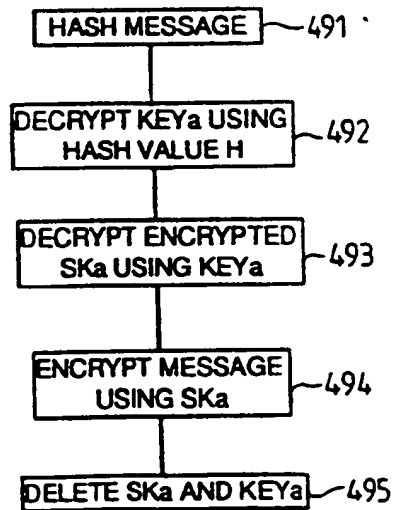 HASH MESSAGE 491
DECRYPT KEYa USING
HASH VALUE H 492
DECRYPT ENCRYPTED
SKa USING KEYa 493
ENCRYPT MESSAGE
USING SKa 494
DELETE SKa AND KEYa 495